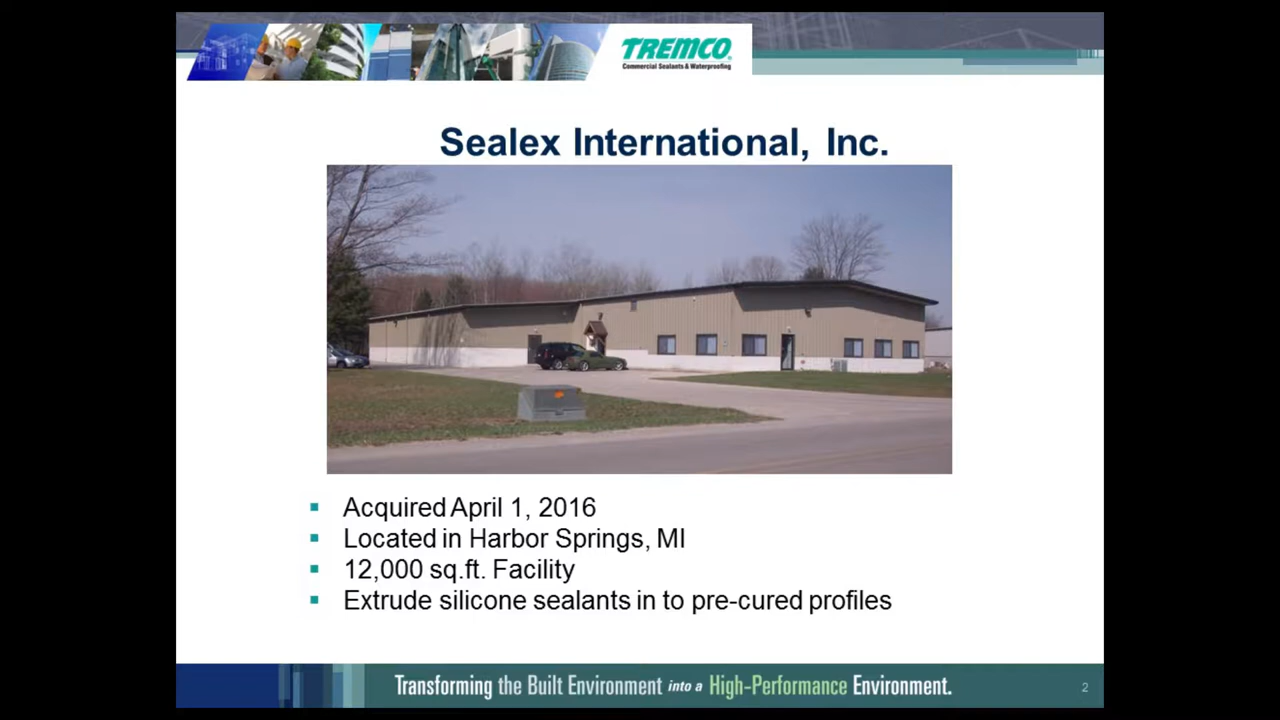 TREMCO
Commercial Sealants & Waterproofing
Sealex International, Inc.
Acquired April 1, 2016
Located in Harbor Springs, MI
12,000 sq.ft. Facility
Extrude silicone sealants in to pre-cured profiles
Transforming the Built Environment into a High-Performance Environment.
2